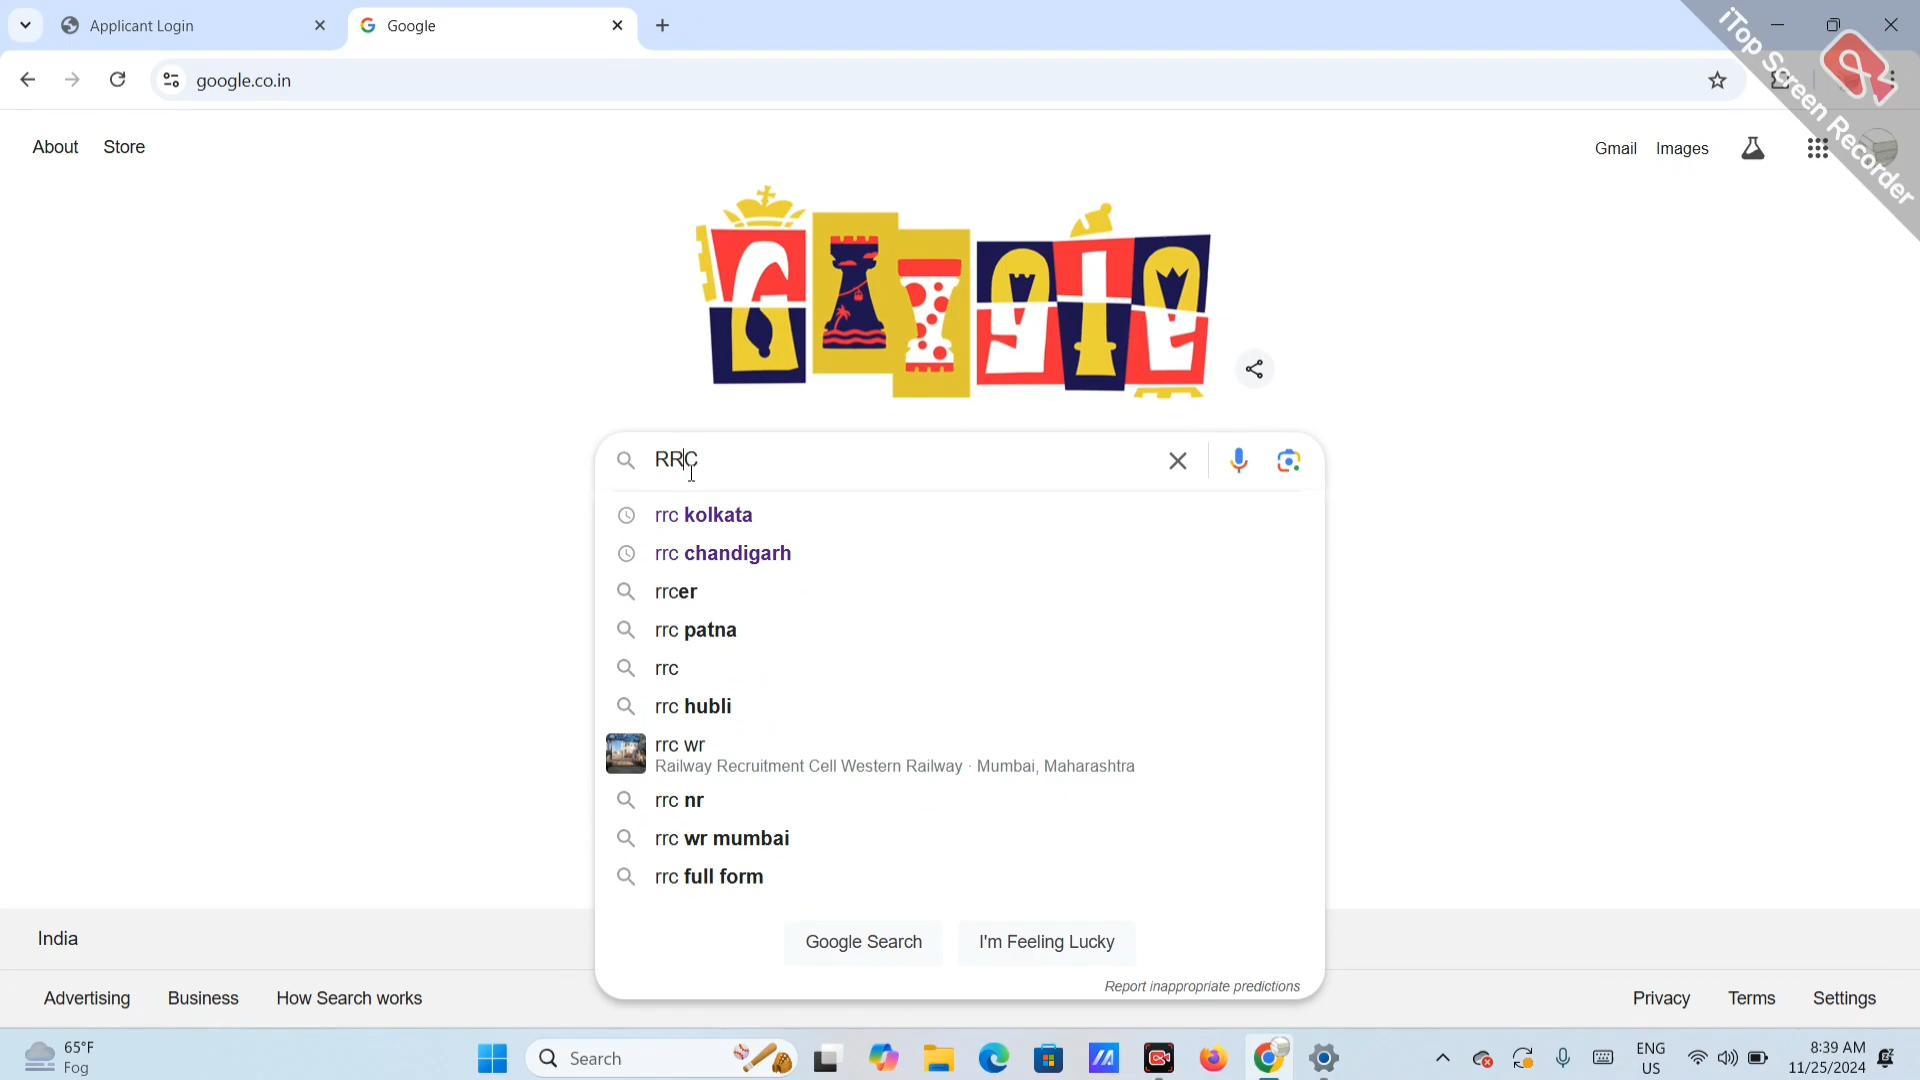 Applicant Login
Google
google.co.in
iTop Screen Recorder
About Store
Gmail Images
RRC
rrc kolkata
rrc chandigarh
rrcer
rrc patna
rrc
rrc hubli
rrc wr
Railway Recruitment Cell Western Railway · Mumbai, Maharashtra
rrc nr
rrc wr mumbai
rrc full form
Google Search I'm Feeling Lucky
Report inappropriate predictions
India
Advertising Business How Search works
Privacy Terms Settings
65°F
Fog
Search
ENG
US
8:39 AM
11/25/2024